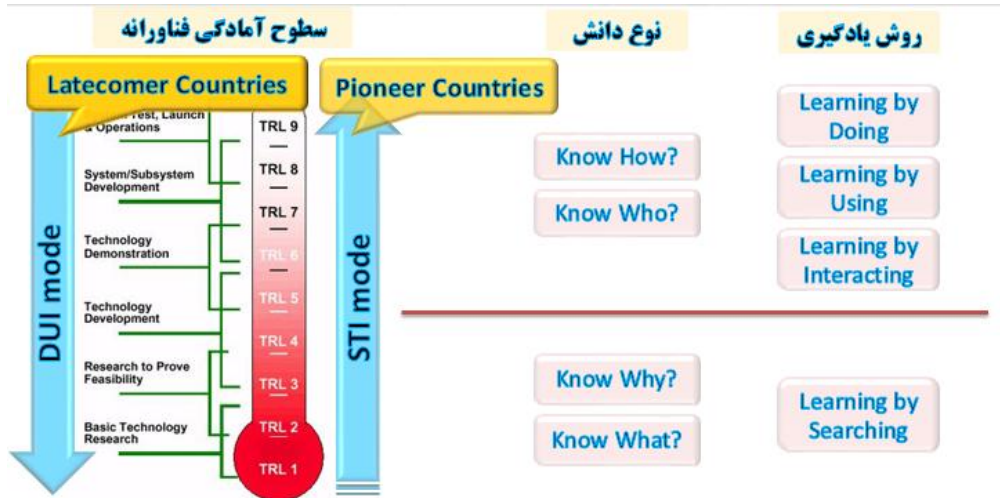 سطوح آمادگی فناورانه
نوع دانش
روش یادگیری
Latecomer Countries
Pioneer Countries
Test, Launch
& Operations
System/Subsystem
Development
Technology
Demonstration
Technology
Development
Research to Prove
Feasibility
Basic Technology
Research
TRL 9
TRL 8
TRL 7
TRL 6
TRL 5
TRL 4
TRL 3
TRL 2
TRL 1
DUI mode
STI mode
Know How?
Know Who?
Know Why?
Know What?
Learning by
Doing
Learning by
Using
Learning by
Interacting
Learning by
Searching